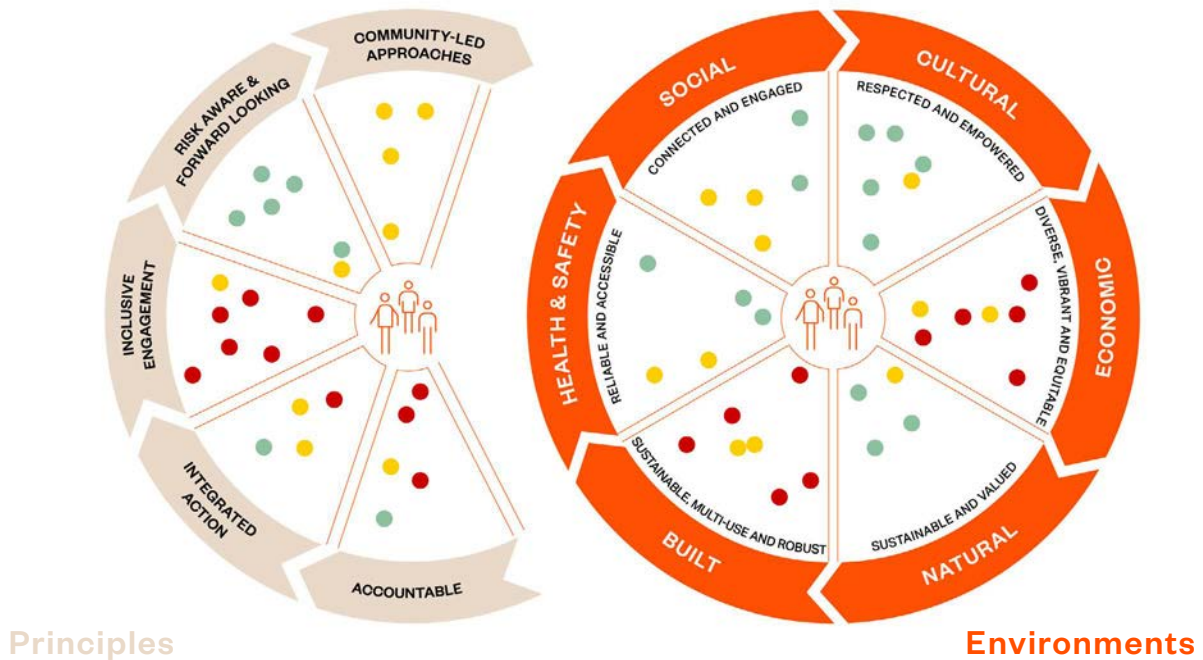 COMMUNITY-LED
APPROACHES
RISK AWARE &
FORWARD LOOKING
INCLUSIVE
ENGAGEMENT
INTEGRATED
ACTION
ACCOUNTABLE
SOCIAL
CONNECTED AND ENGAGED
CULTURAL
RESPECTED AND EMPOWERED
ECONOMIC
DIVERSE, VIBRANT AND EQUITABLE
NATURAL
SUSTAINABLE AND VALUED
BUILT
SUSTAINABLE, MULTI-USE AND ROBUST
HEALTH & SAFETY
RELIABLE AND ACCESSIBLE
Principles
Environments